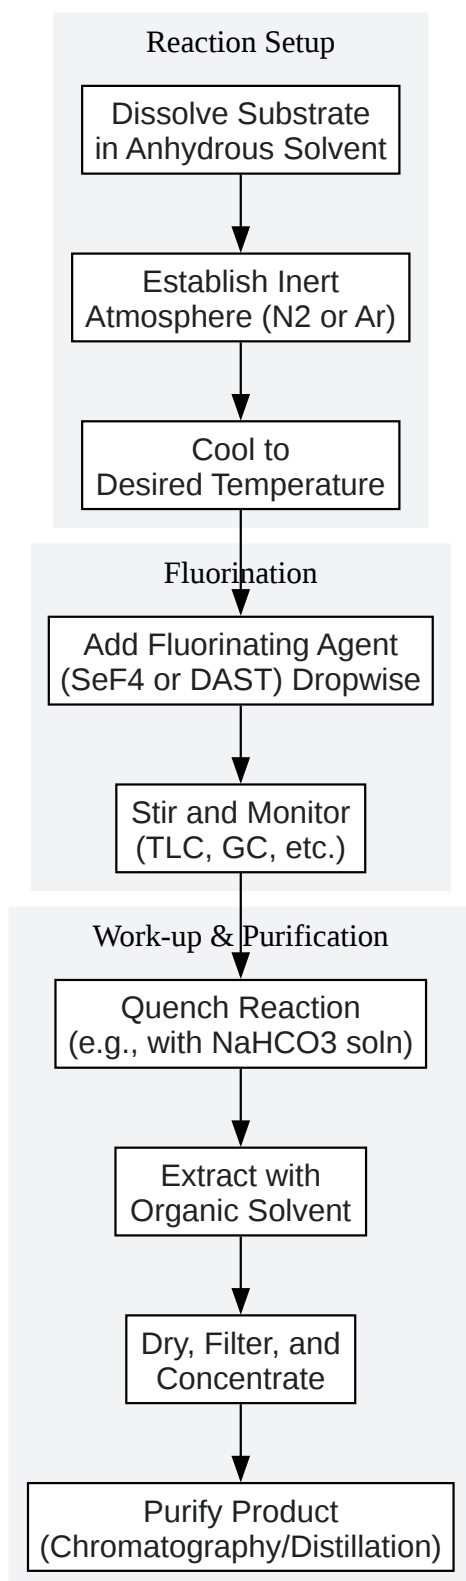 Reaction Setup
Dissolve Substrate
in Anhydrous Solvent
Establish Inert
Atmosphere (N2 or Ar)
Cool to
Desired Temperature
Fluorination
Add Fluorinating Agent
(SeF4 or DAST) Dropwise
Stir and Monitor
(TLC, GC, etc.)
Work-up & Purification
Quench Reaction
(e.g., with NaHCO3 soln)
Extract with
Organic Solvent
Dry, Filter, and
Concentrate
Purify Product
(Chromatography/Distillation)